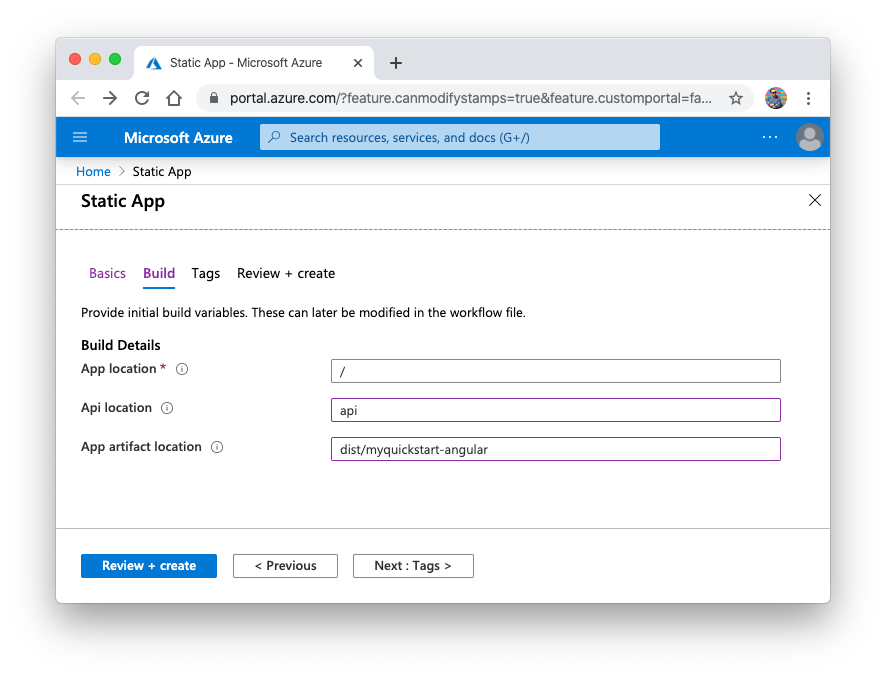 Static App - Microsoft Azure
portal.azure.com/?feature.canmodifystamps=true&feature.customportal=fa...
Microsoft Azure
Search resources, services, and docs (G+/)
Home > Static App
Static App
Basics Build Tags Review + create
Provide initial build variables. These can later be modified in the workflow file.
Build Details
App location * /
Api location api
App artifact location dist/myquickstart-angular
Review + create < Previous Next : Tags >